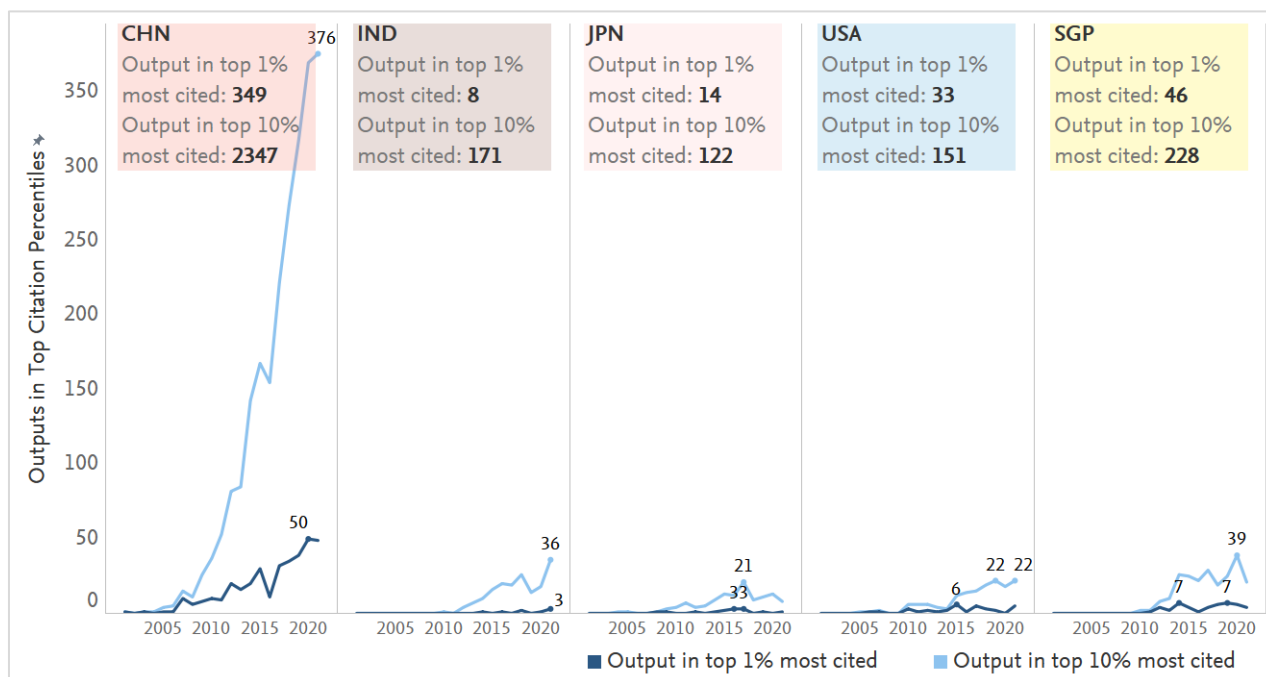 Outputs in Top Citation Percentiles
350
300
250
200
150
100
50
0
CHN
Output in top 1%
most cited: 349
Output in top 10%
most cited: 2347
376
50
2005
2010
2015
2020
IND
Output in top 1%
most cited: 8
Output in top 10%
most cited: 171
36
3
2005
2010
2015
2020
JPN
Output in top 1%
most cited: 14
Output in top 10%
most cited: 122
21
33
2005
2010
2015
2020
USA
Output in top 1%
most cited: 33
Output in top 10%
most cited: 151
22
22
6
2005
2010
2015
2020
SGP
Output in top 1%
most cited: 46
Output in top 10%
most cited: 228
39
7
7
2005
2010
2015
2020
Output in top 1% most cited
Output in top 10% most cited